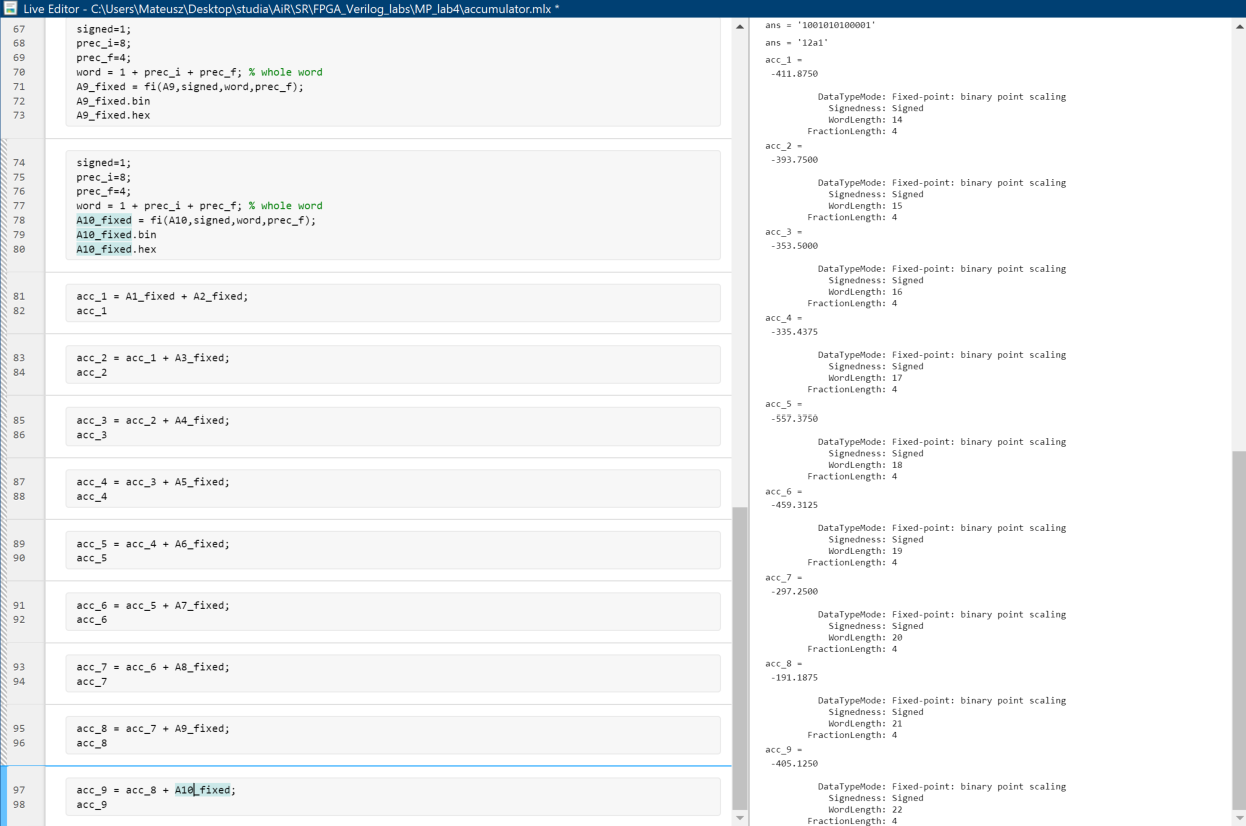 Live Editor - C:\Users\Mateusz\Desktop\studia\AiR\SR\FPGA_Verilog_labs\MP_lab4\accumulator.mlx *
67 signed=1;
68 prec_i=8;
69 prec_f=4;
70 word = 1 + prec_i + prec_f; % whole word
71 A9_fixed = fi(A9,signed,word,prec_f);
72 A9_fixed.bin
73 A9_fixed.hex
74 signed=1;
75 prec_i=8;
76 prec_f=4;
77 word = 1 + prec_i + prec_f; % whole word
78 A10_fixed = fi(A10,signed,word,prec_f);
79 A10_fixed.bin
80 A10_fixed.hex
81 acc_1 = A1_fixed + A2_fixed;
82 acc_1
83 acc_2 = acc_1 + A3_fixed;
84 acc_2
85 acc_3 = acc_2 + A4_fixed;
86 acc_3
87 acc_4 = acc_3 + A5_fixed;
88 acc_4
89 acc_5 = acc_4 + A6_fixed;
90 acc_5
91 acc_6 = acc_5 + A7_fixed;
92 acc_6
93 acc_7 = acc_6 + A8_fixed;
94 acc_7
95 acc_8 = acc_7 + A9_fixed;
96 acc_8
97 acc_9 = acc_8 + A10_fixed;
98 acc_9
ans = '1001010100001'
ans = '12a1'
acc_1 =
-411.8750
DataTypeMode: Fixed-point: binary point scaling
Signedness: Signed
WordLength: 14
FractionLength: 4
acc_2 =
-393.7500
DataTypeMode: Fixed-point: binary point scaling
Signedness: Signed
WordLength: 15
FractionLength: 4
acc_3 =
-353.5000
DataTypeMode: Fixed-point: binary point scaling
Signedness: Signed
WordLength: 16
FractionLength: 4
acc_4 =
-335.4375
DataTypeMode: Fixed-point: binary point scaling
Signedness: Signed
WordLength: 17
FractionLength: 4
acc_5 =
-557.3750
DataTypeMode: Fixed-point: binary point scaling
Signedness: Signed
WordLength: 18
FractionLength: 4
acc_6 =
-459.3125
DataTypeMode: Fixed-point: binary point scaling
Signedness: Signed
WordLength: 19
FractionLength: 4
acc_7 =
-297.2500
DataTypeMode: Fixed-point: binary point scaling
Signedness: Signed
WordLength: 20
FractionLength: 4
acc_8 =
-191.1875
DataTypeMode: Fixed-point: binary point scaling
Signedness: Signed
WordLength: 21
FractionLength: 4
acc_9 =
-405.1250
DataTypeMode: Fixed-point: binary point scaling
Signedness: Signed
WordLength: 22
FractionLength: 4